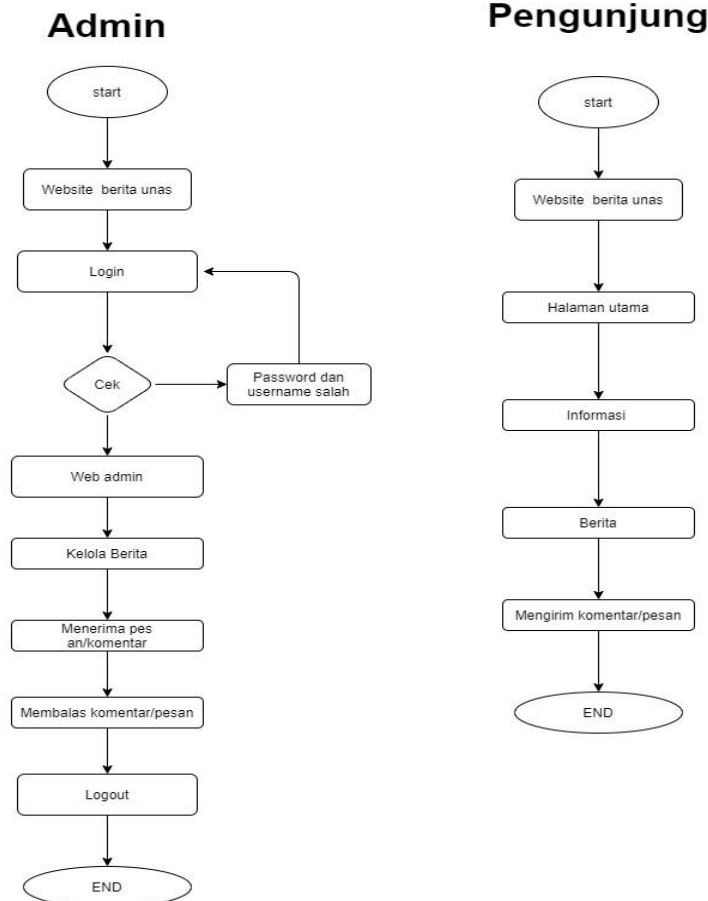 Admin
start
Website berita unas
Login
Cek
Password dan
username salah
Web admin
Kelola Berita
Menerima pes
an/komentar
Membalas komentar/pesan
Logout
END
Pengunjung
start
Website berita unas
Halaman utama
Informasi
Berita
Mengirim komentar/pesan
END